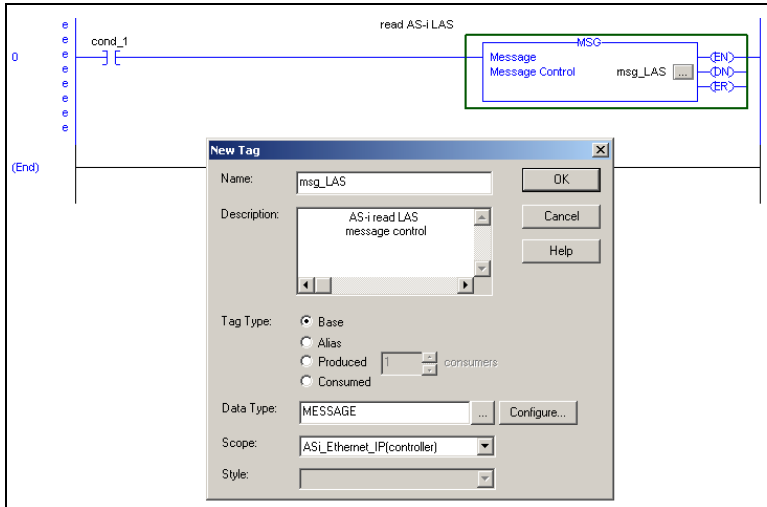 read AS-i LAS
e
e
e
e
e
e
e
e
0
cond_1
MSG
Message
Message Control msg_LAS ...
EN
DN
ER
(End)
New Tag
Name: msg_LAS
OK
Description: AS-i read LAS
message control
Cancel
Help
Tag Type: Base
Alias
Produced 1 consumers
Consumed
Data Type: MESSAGE ... Configure...
Scope: ASi_Ethernet_IP(controller)
Style: